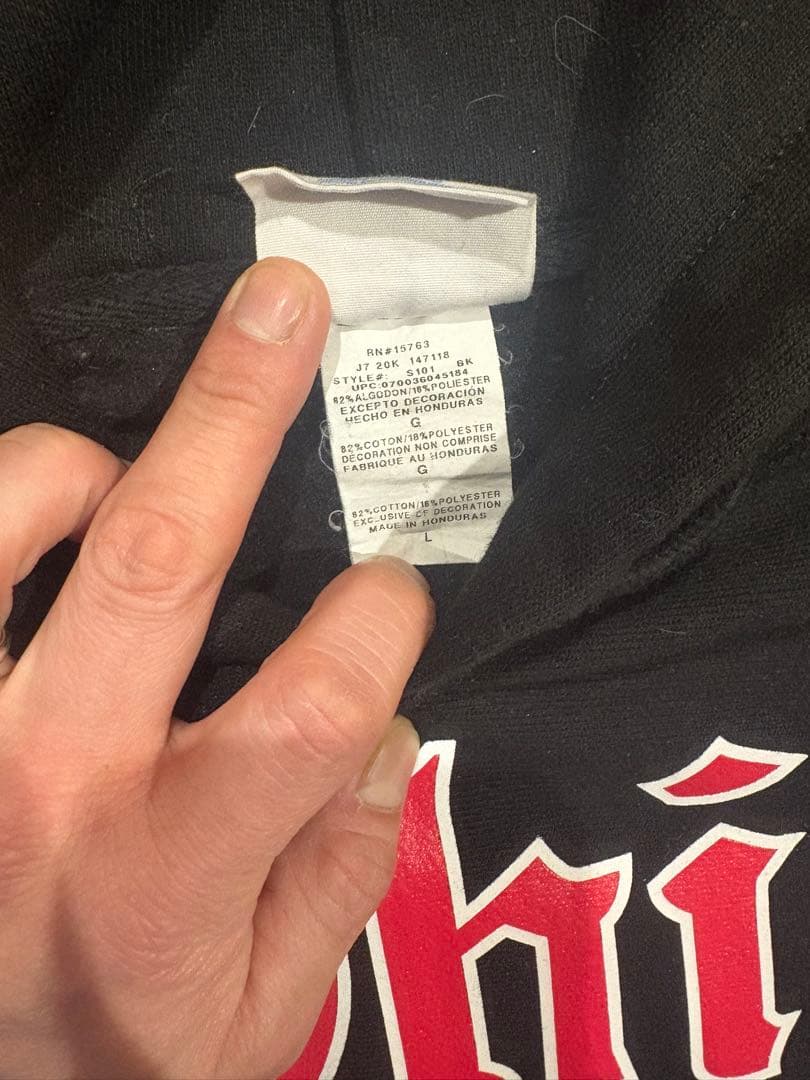 RN#15763
J7 20K 147118
STYLE#: S101 BK
UPC:070036045184
82%ALGODON/18%POLIESTER
EXCEPTO DECORACIÓN
HECHO EN HONDURAS
G
82%COTON/18%POLYESTER
DECORATION NON COMPRISE
FABRIQUE AU HONDURAS
G
82%COTTON/18%POLYESTER
EXCLUSIVE OF DECORATION
MADE IN HONDURAS
L
hi